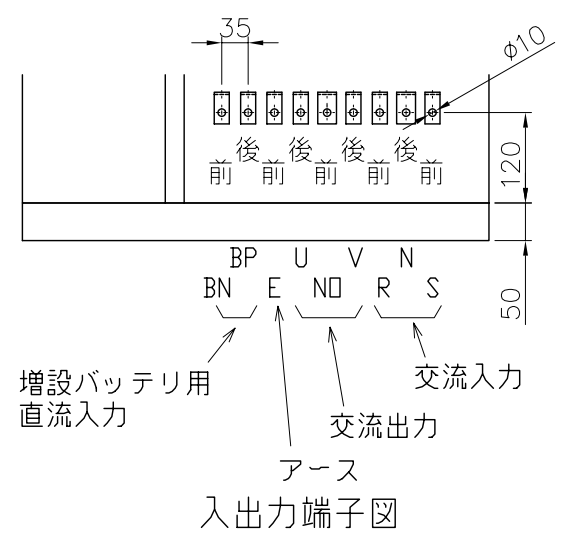 35
φ10
後 後 後 後
前 前 前 前 前
120
BP U V N
BN E NO R S
50
増設バッテリ用
直流入力
交流入力
交流出力
アース
入出力端子図